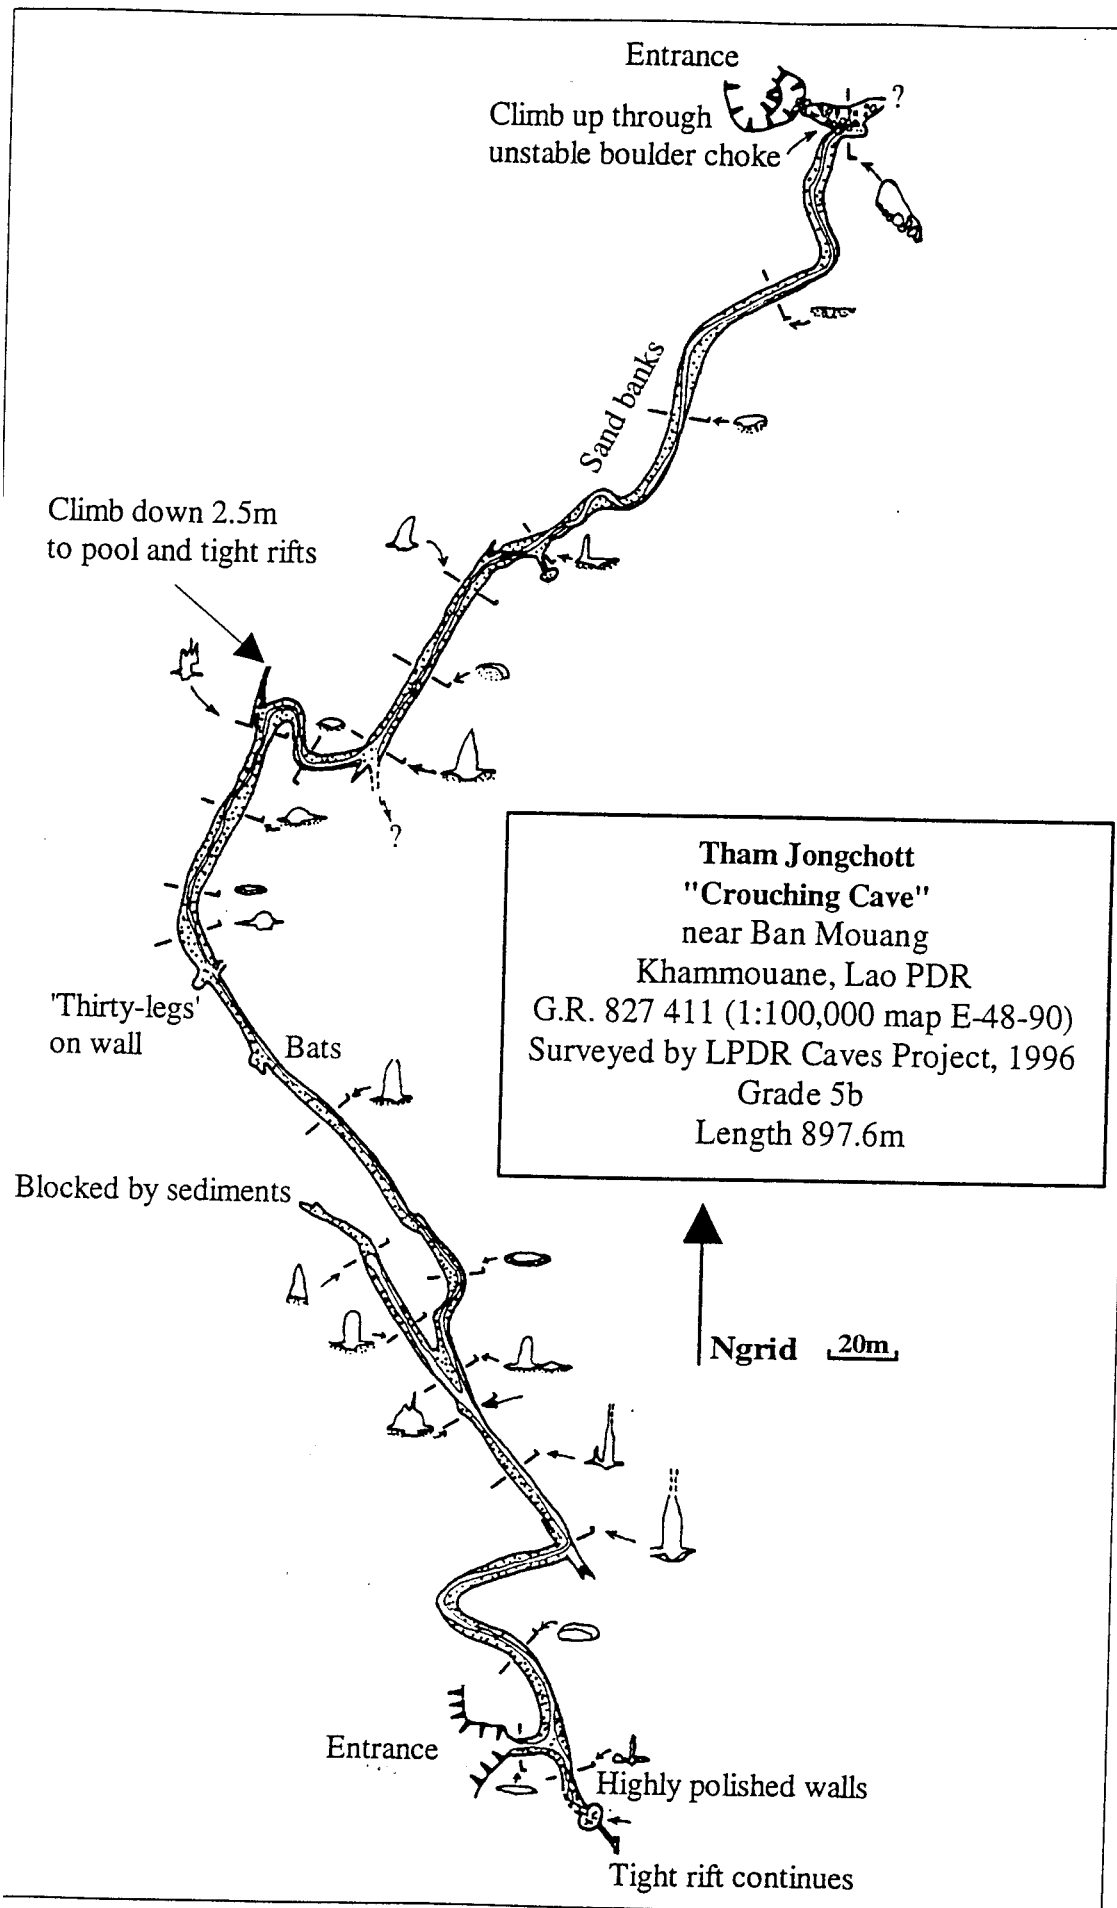 Entrance
?
Climb up through
unstable boulder choke
Sand banks
Climb down 2.5m
to pool and tight rifts
?
Tham Jongchott
"Crouching Cave"
near Ban Mouang
Khammouane, Lao PDR
G.R. 827 411 (1:100,000 map E-48-90)
Surveyed by LPDR Caves Project, 1996
Grade 5b
Length 897.6m
'Thirty-legs'
on wall
Bats
Blocked by sediments
Ngrid
20m
Entrance
Highly polished walls
Tight rift continues